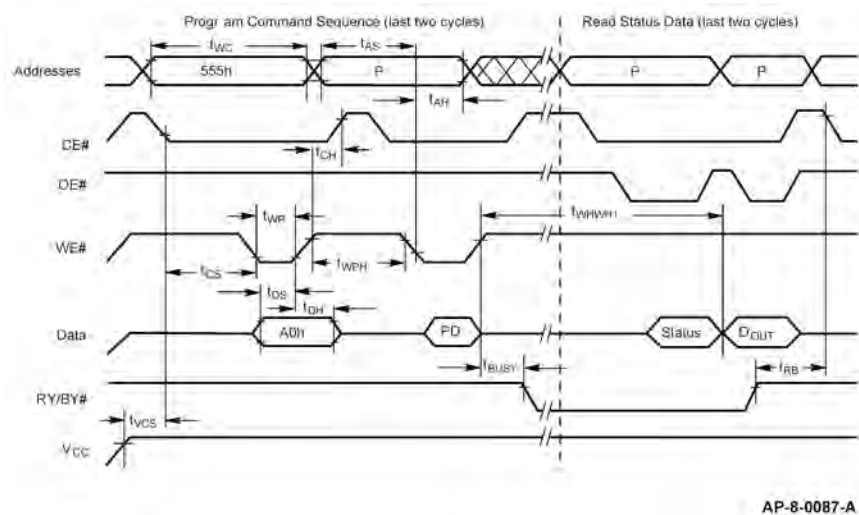 Progr am Command Sequence (last two cycles) Read Status Data (last two cycles)
tWC tAS
Addresses 555h P P P
tAH
CE#
tCH
OE#
tWP tWHWH1
WE#
tCS tWPH
tDS
tDH
Data A0h PD Status DOUT
tBUSY tRB
RY/BY#
tVCS
VCC
AP-8-0087-A